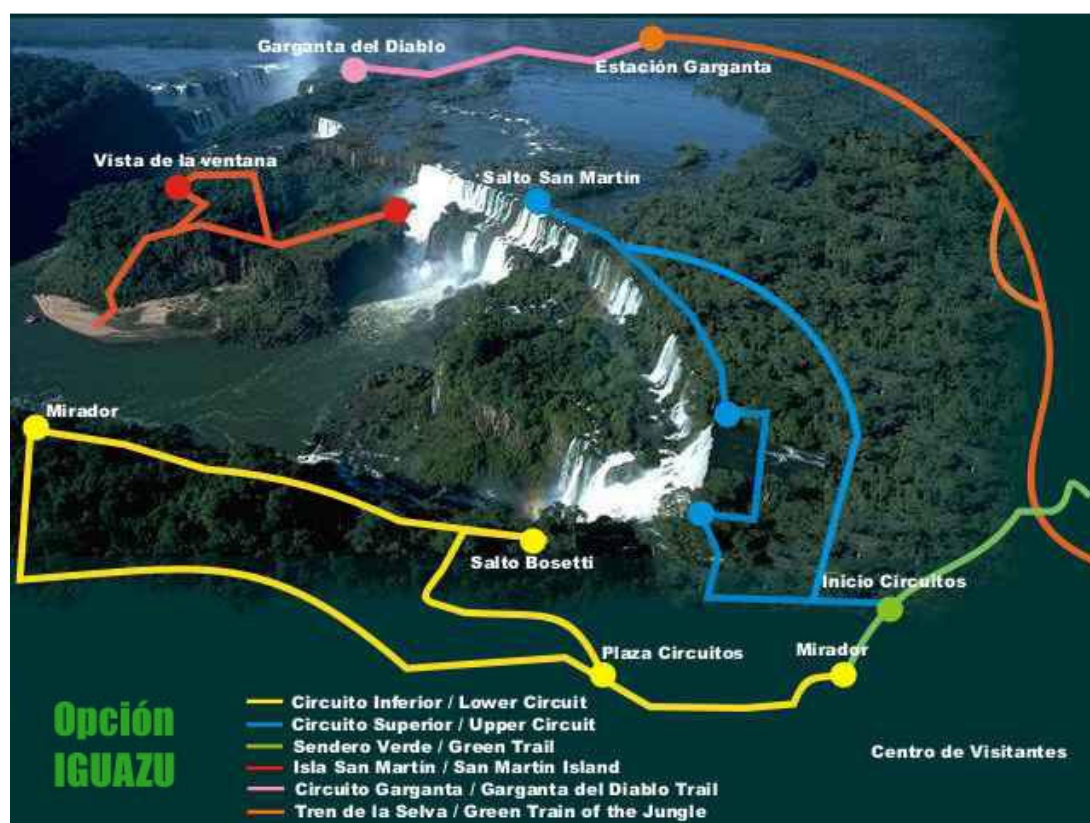 Garganta del Diablo
Estación Garganta
Vista de la ventana
Salto San Martín
Mirador
Salto Bosetti
Inicio Circuitos
Plaza Circuitos
Mirador
Opción
IGUAZU
Circuito Inferior / Lower Circuit
Circuito Superior / Upper Circuit
Sendero Verde / Green Trail
Isla San Martín / San Martin Island
Circuito Garganta / Garganta del Diablo Trail
Tren de la Selva / Green Train of the Jungle
Centro de Visitantes